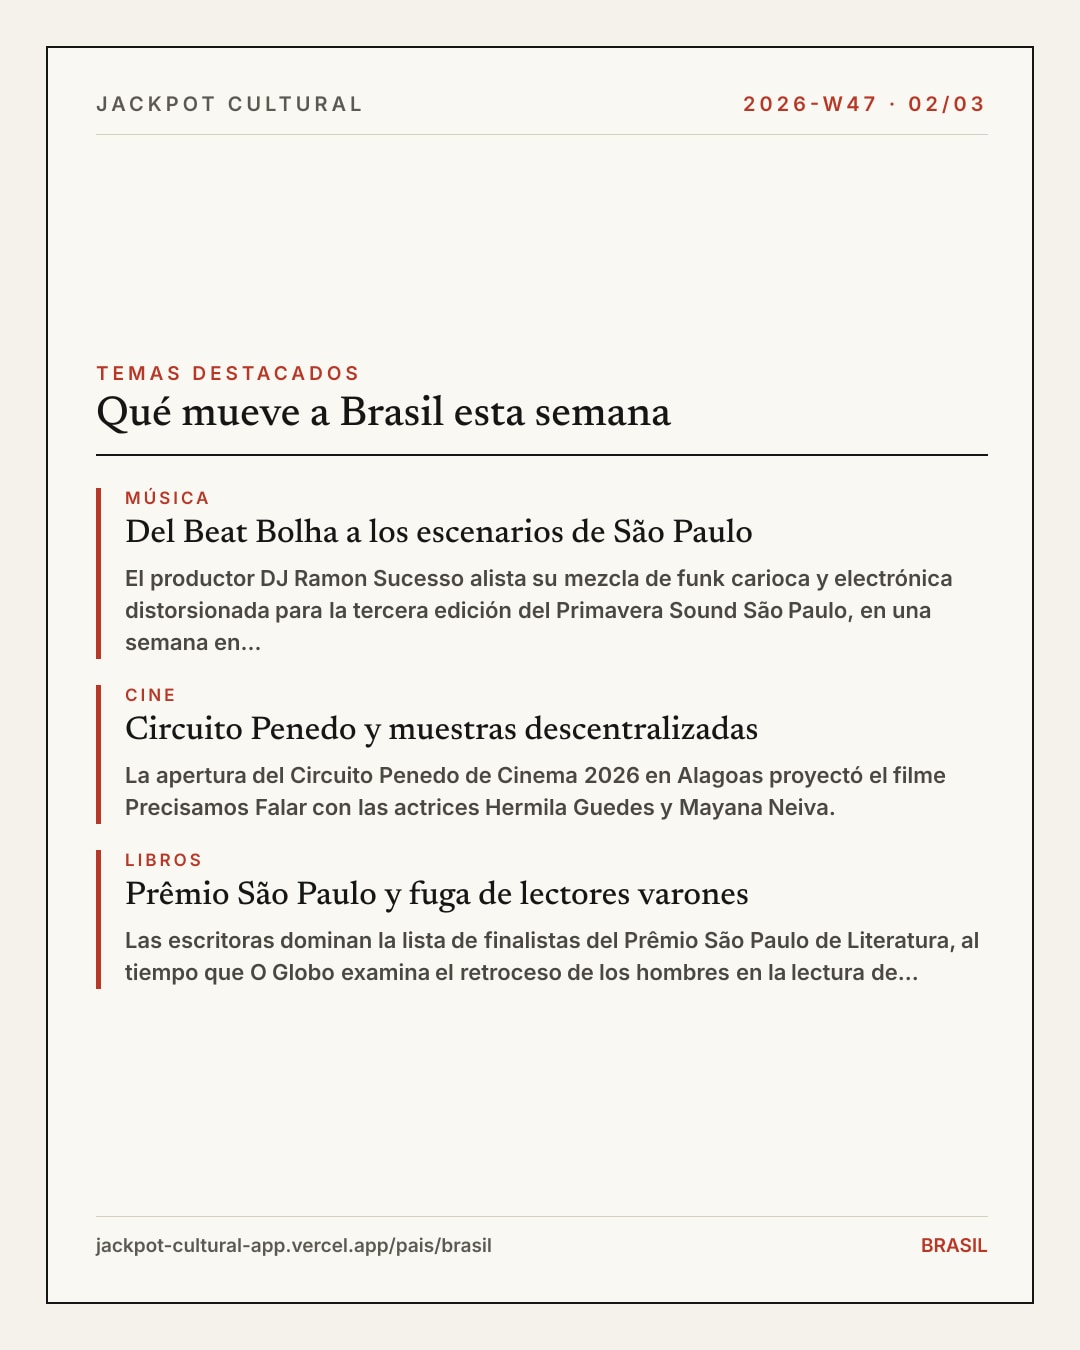 JACKPOT CULTURAL
2026-W47 · 02/03
TEMAS DESTACADOS
Qué mueve a Brasil esta semana
MÚSICA
Del Beat Bolha a los escenarios de São Paulo
El productor DJ Ramon Sucesso alista su mezcla de funk carioca y electrónica
distorsionada para la tercera edición del Primavera Sound São Paulo, en una
semana en…
CINE
Circuito Penedo y muestras descentralizadas
La apertura del Circuito Penedo de Cinema 2026 en Alagoas proyectó el filme
Precisamos Falar con las actrices Hermila Guedes y Mayana Neiva.
LIBROS
Prêmio São Paulo y fuga de lectores varones
Las escritoras dominan la lista de finalistas del Prêmio São Paulo de Literatura, al
tiempo que O Globo examina el retroceso de los hombres en la lectura de…
jackpot-cultural-app.vercel.app/pais/brasil
BRASIL